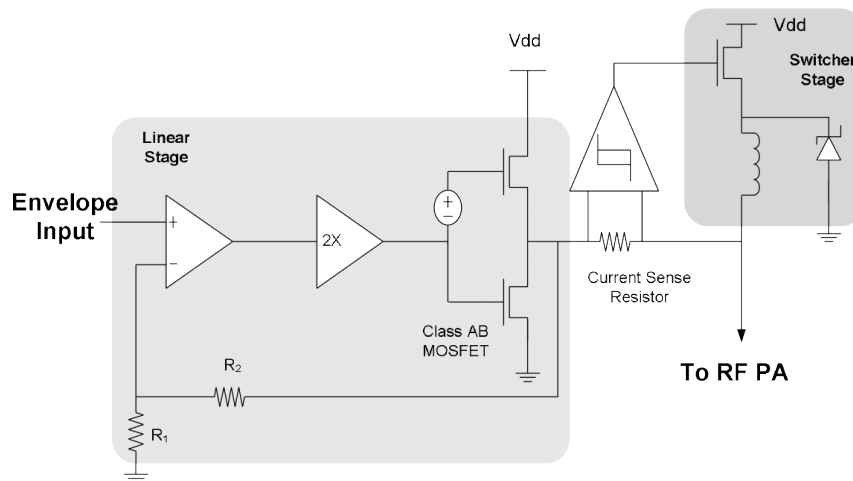 Vdd
Vdd
Switcher
Stage
Linear
Stage
Envelope
Input
+
−
2X
+
−
Current Sense
Resistor
Class AB
MOSFET
To RF PA
R2
R1